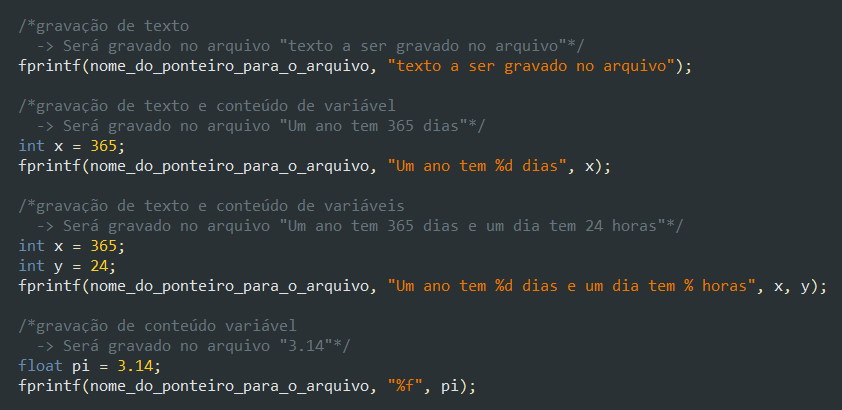 /*gravação de texto
  -> Será gravado no arquivo "texto a ser gravado no arquivo"*/
fprintf(nome_do_ponteiro_para_o_arquivo, "texto a ser gravado no arquivo");

/*gravação de texto e conteúdo de variável
  -> Será gravado no arquivo "Um ano tem 365 dias"*/
int x = 365;
fprintf(nome_do_ponteiro_para_o_arquivo, "Um ano tem %d dias", x);

/*gravação de texto e conteúdo de variáveis
  -> Será gravado no arquivo "Um ano tem 365 dias e um dia tem 24 horas"*/
int x = 365;
int y = 24;
fprintf(nome_do_ponteiro_para_o_arquivo, "Um ano tem %d dias e um dia tem % horas", x, y);

/*gravação de conteúdo variável
  -> Será gravado no arquivo "3.14"*/
float pi = 3.14;
fprintf(nome_do_ponteiro_para_o_arquivo, "%f", pi);